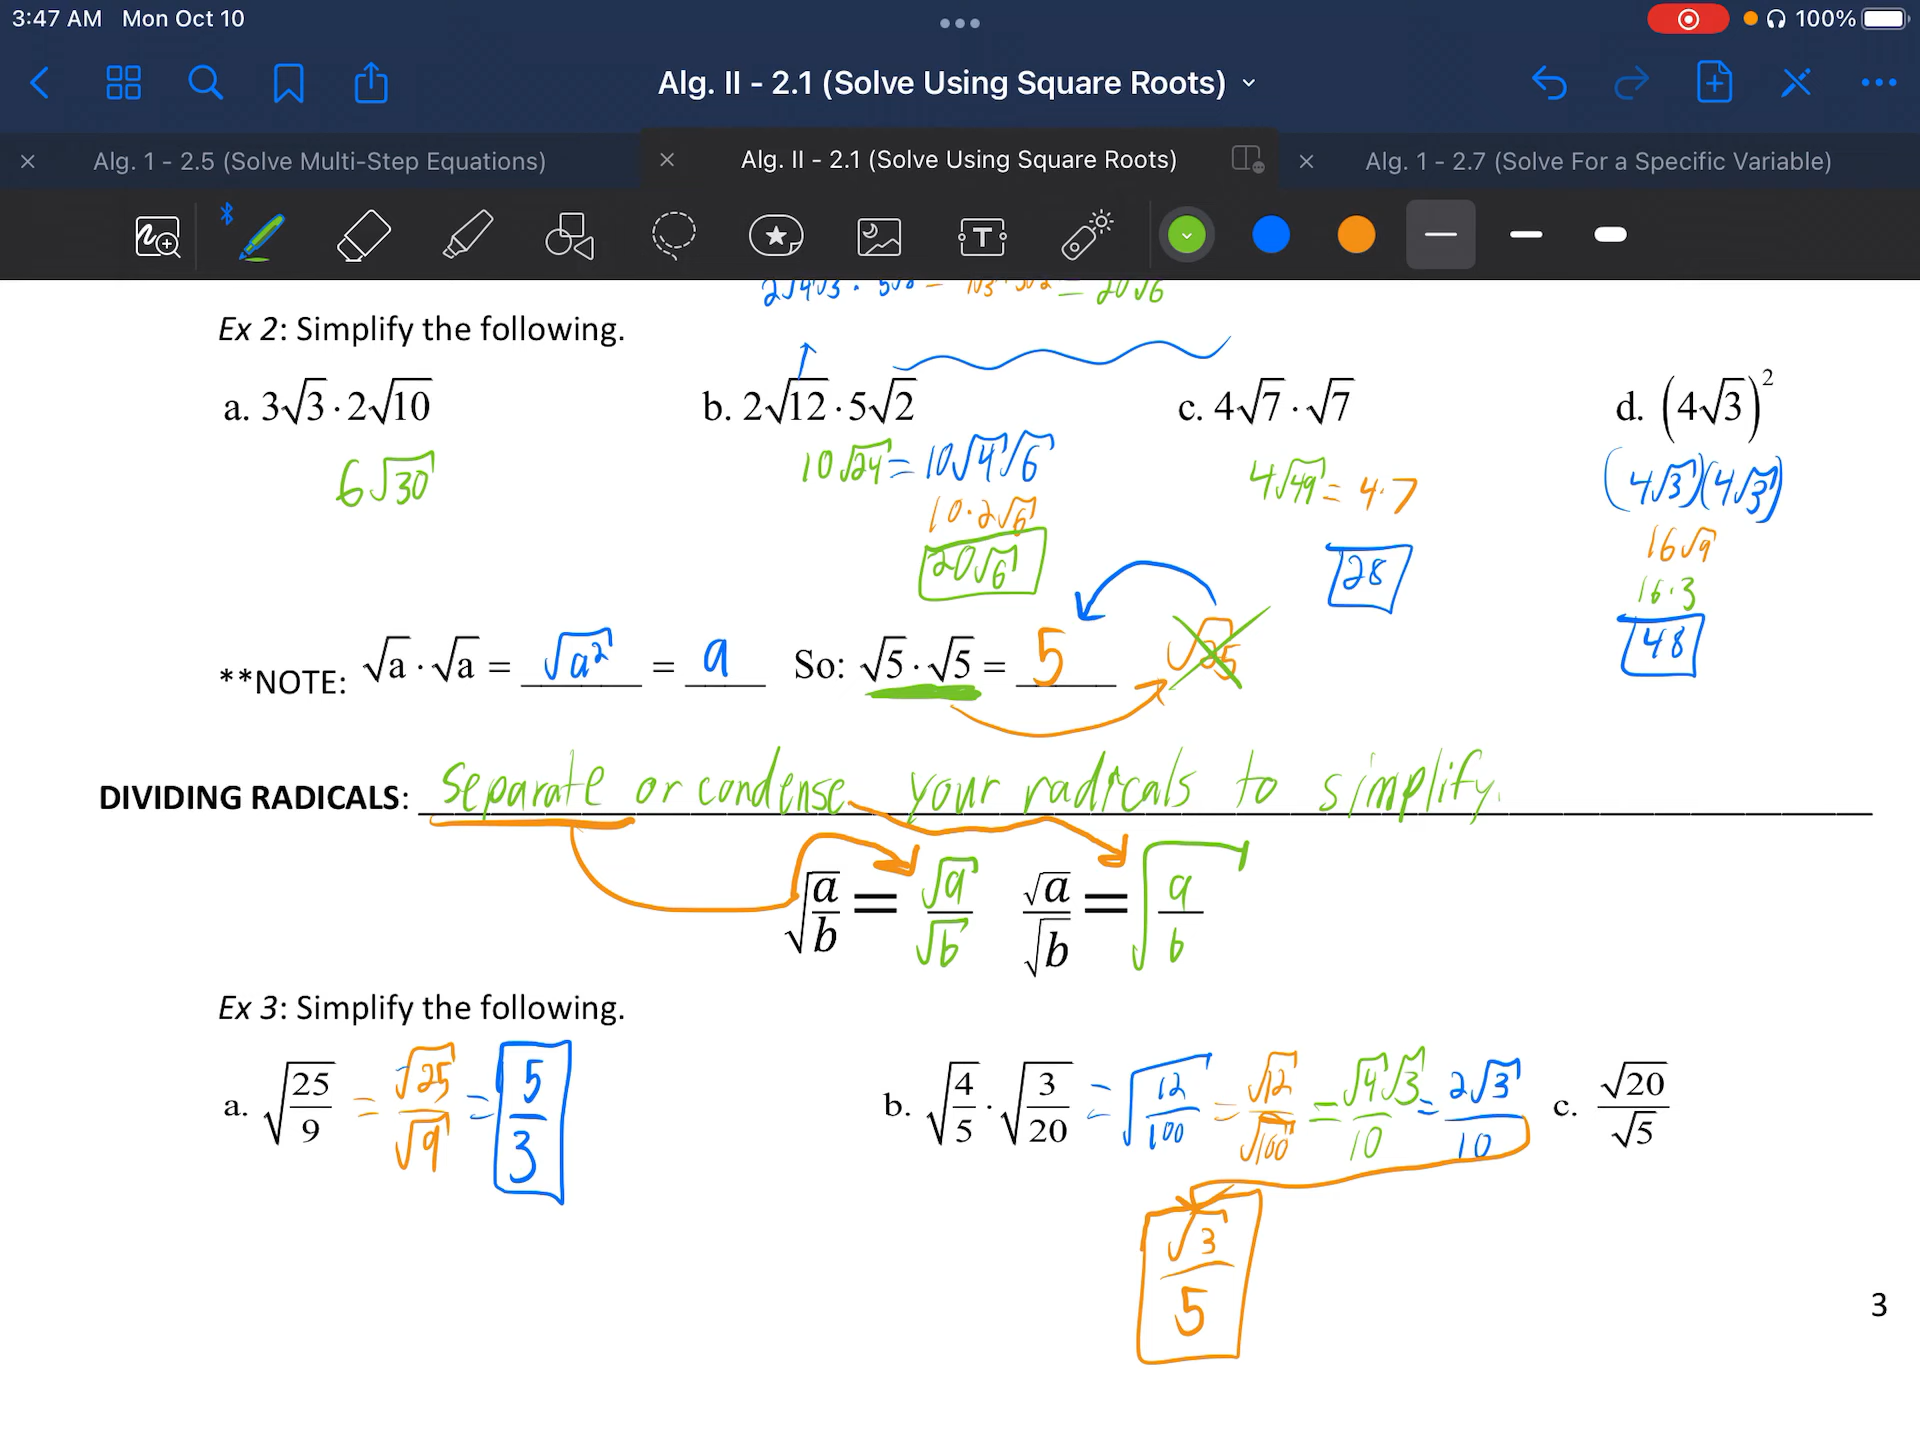 3:47 AM Mon Oct 10 100%
Alg. II - 2.1 (Solve Using Square Roots)
Alg. 1 - 2.5 (Solve Multi-Step Equations) Alg. II - 2.1 (Solve Using Square Roots) Alg. 1 - 2.7 (Solve For a Specific Variable)
T
= 20√6
Ex 2: Simplify the following.
a. 3√3 · 2√10 b. 2√12 · 5√2 c. 4√7 · √7 d. (4√3)²
6√30 10√24 = 10√4√6 4√49 = 4·7 (4√3)(4√3)
10·2√6 16√9
20√6 28 16·3
48
**NOTE: √a · √a = √a² = a So: √5 · √5 = 5 √25
DIVIDING RADICALS: Separate or condense your radicals to simplify.
√(a/b) = √a/√b √a/√b = √(a/b)
Ex 3: Simplify the following.
a. √(25/9) = √25/√9 = 5/3 b. √(4/5) · √(3/20) = √(12/100) = √12/√100 = √4√3/10 = 2√3/10 c. √20/√5
√3/5
3